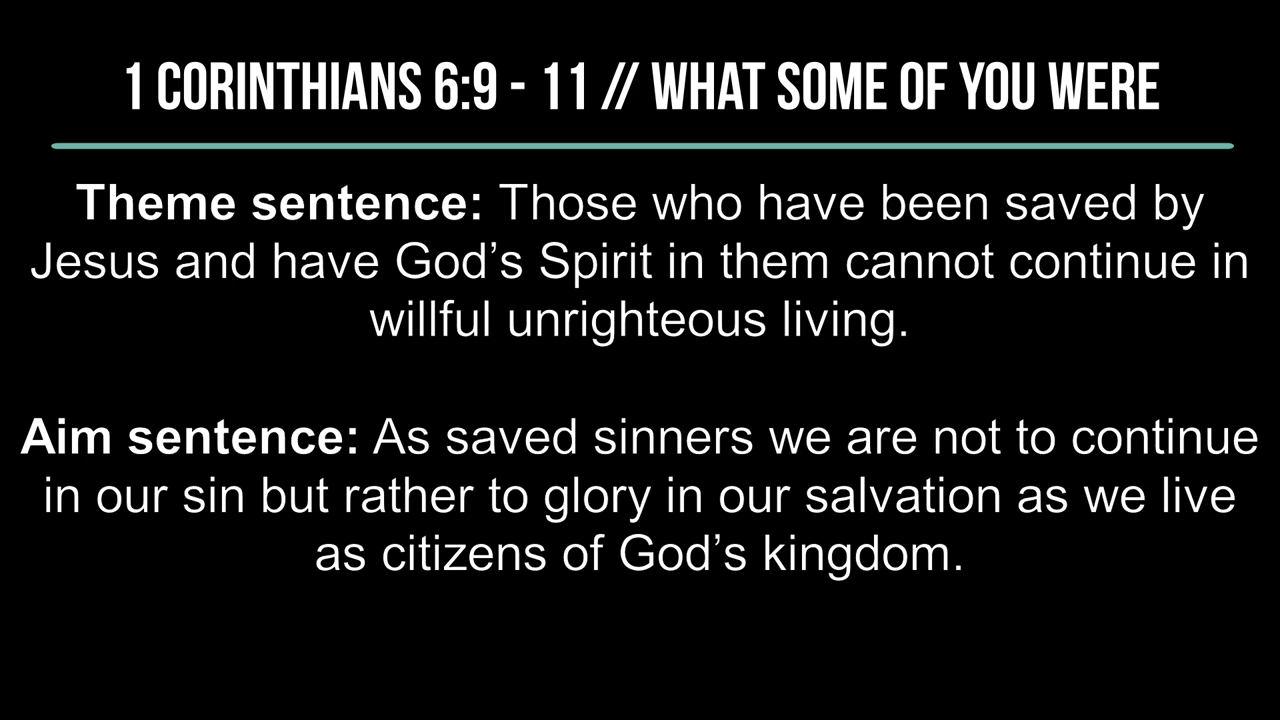 1 CORINTHIANS 6:9 - 11 // WHAT SOME OF YOU WERE
Theme sentence: Those who have been saved by
Jesus and have God’s Spirit in them cannot continue in
willful unrighteous living.
Aim sentence: As saved sinners we are not to continue
in our sin but rather to glory in our salvation as we live
as citizens of God’s kingdom.